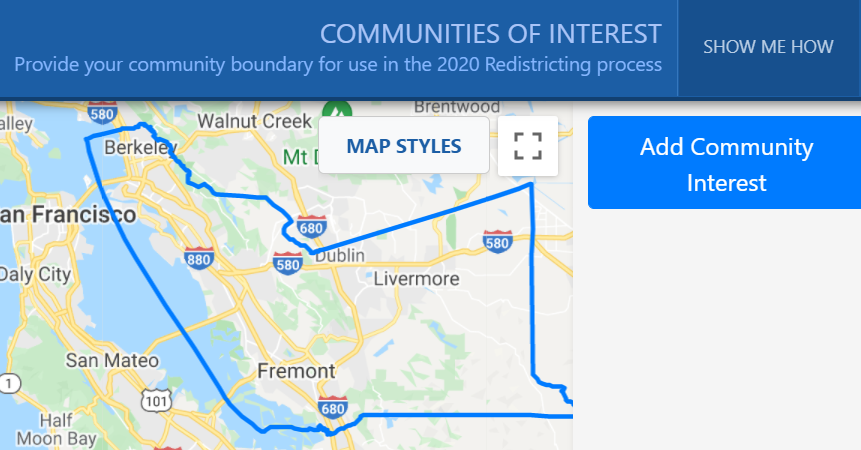 COMMUNITIES OF INTEREST
Provide your community boundary for use in the 2020 Redistricting process
SHOW ME HOW
580
Walnut Creek
Brentwood
alley
Berkeley
Mt D
MAP STYLES
Add Community
Interest
an Francisco
680
580
880
580
Dublin
Daly City
Livermore
San Mateo
Fremont
1
101
680
Half
Moon Bay